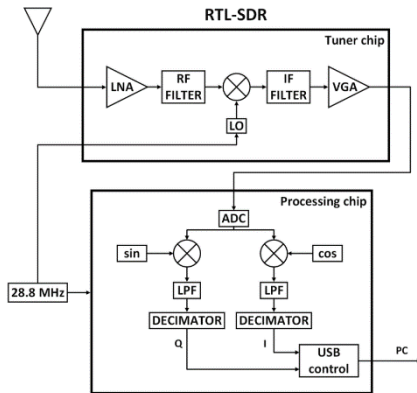 RTL-SDR
Tuner chip
LNA
RF
FILTER
IF
FILTER
VGA
LO
Processing chip
ADC
sin
cos
28.8 MHz
LPF
LPF
DECIMATOR
DECIMATOR
Q
I
USB
control
PC